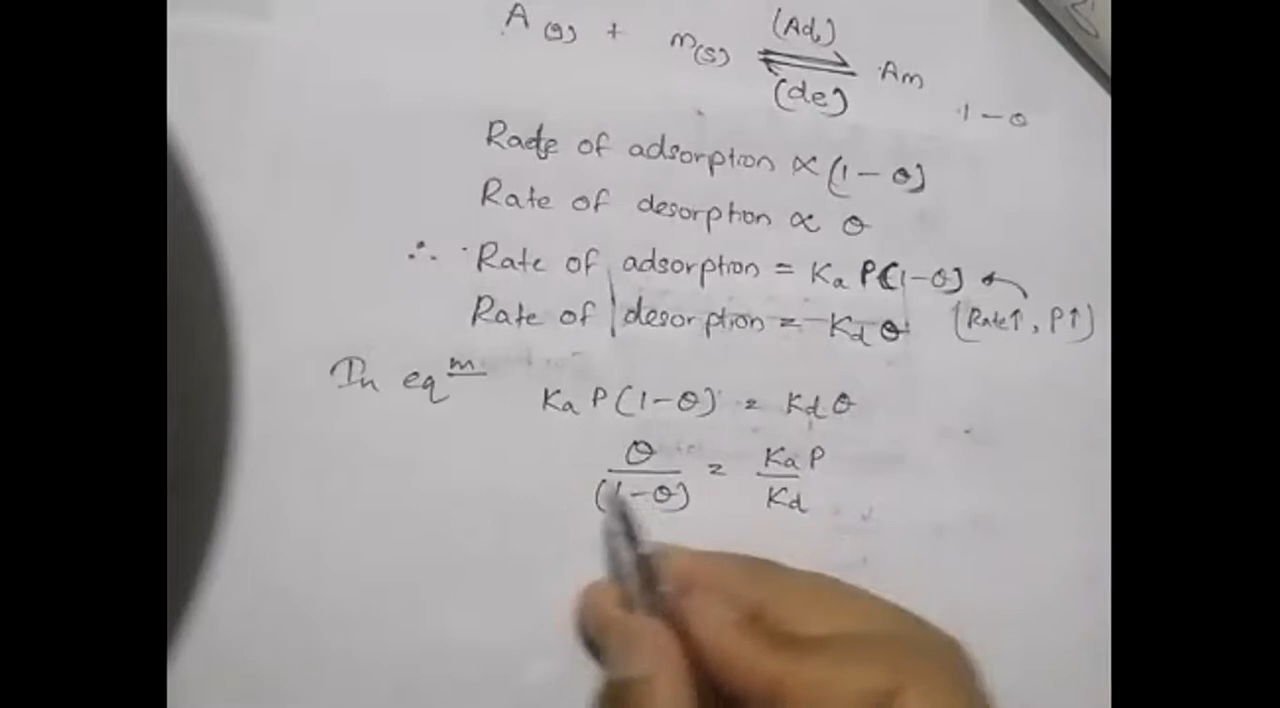 A (g) + m(s) ⇌ Am
(Ad)
(de)
1 - θ
Rate of adsorption ∝ (1 - θ)
Rate of desorption ∝ θ
∴ Rate of adsorption = Ka P(1-θ)
Rate of desorption = Kd θ (Rate↑, P↑)
In eqm Ka P(1-θ) = Kd θ
θ/(1-θ) = Ka P/Kd